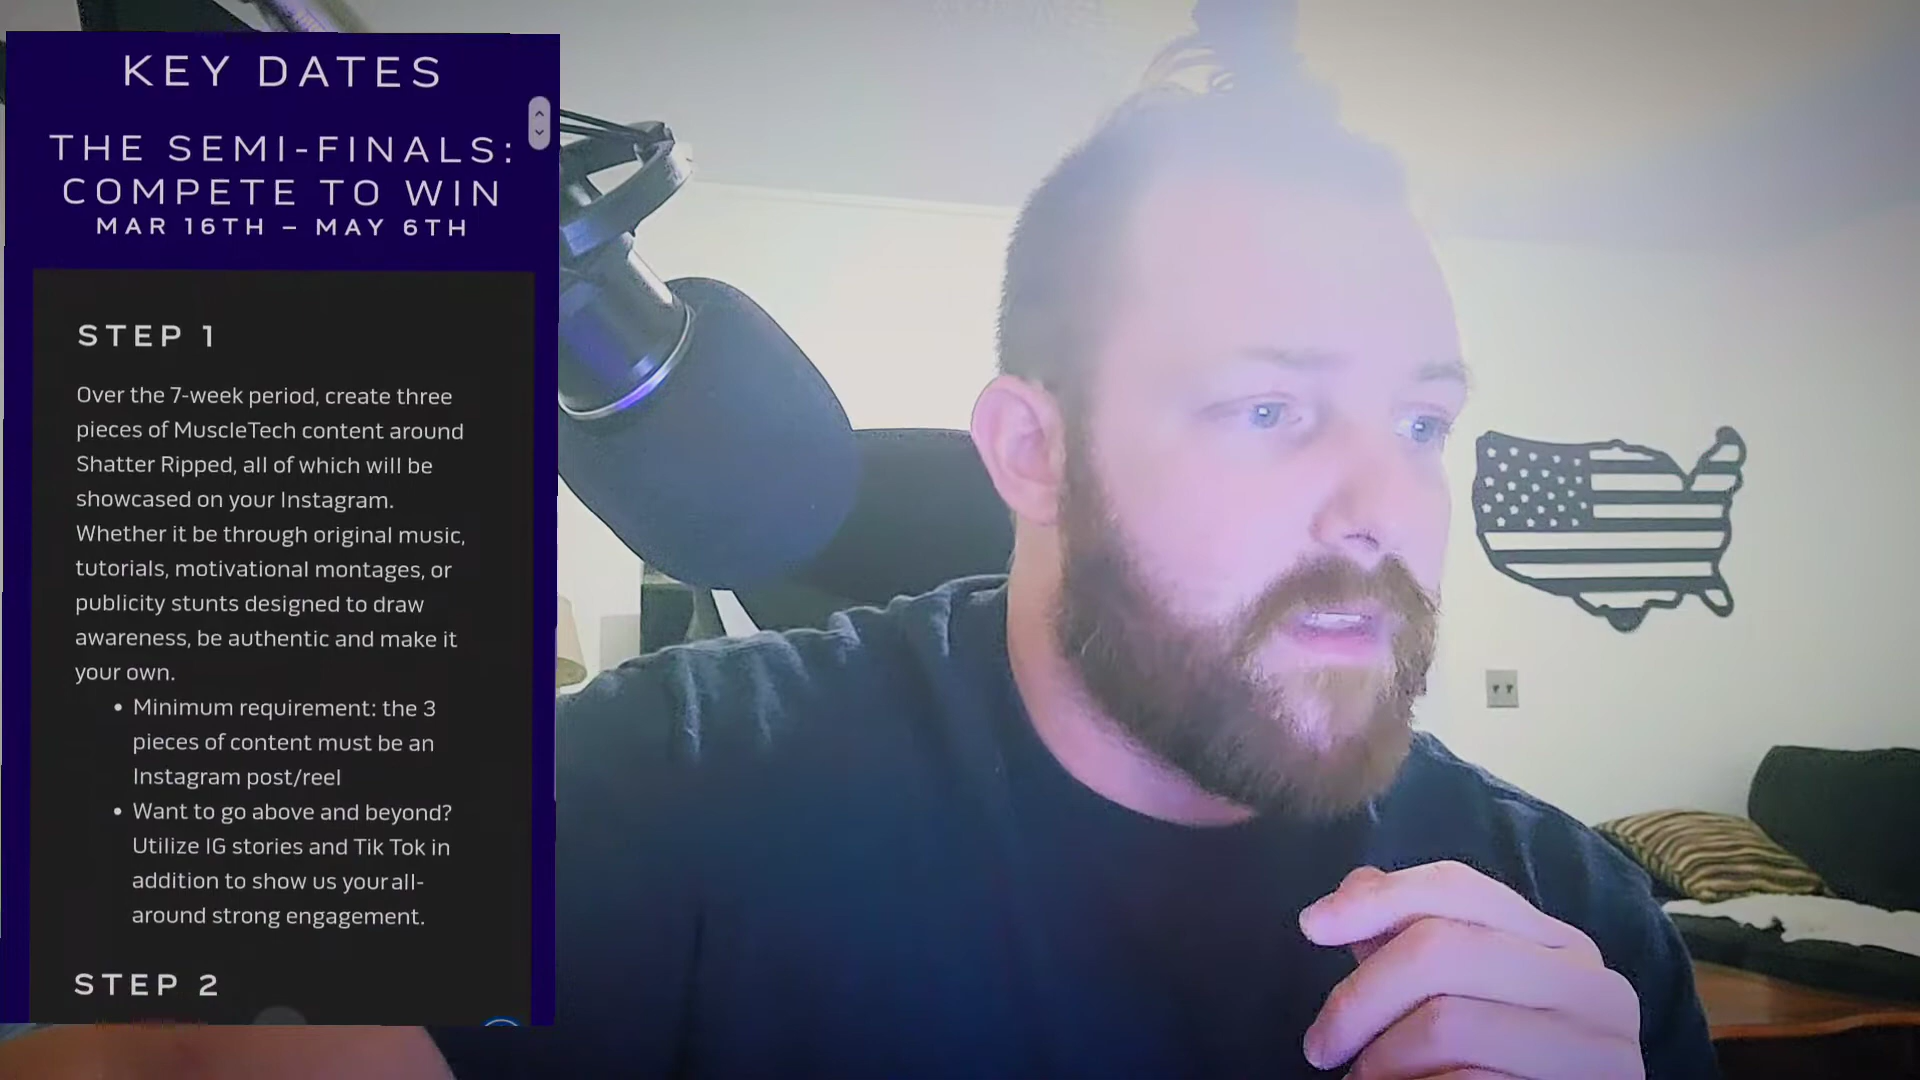 KEY DATES
THE SEMI-FINALS:
COMPETE TO WIN
MAR 16TH – MAY 6TH
STEP 1
Over the 7-week period, create three
pieces of MuscleTech content around
Shatter Ripped, all of which will be
showcased on your Instagram.
Whether it be through original music,
tutorials, motivational montages, or
publicity stunts designed to draw
awareness, be authentic and make it
your own.
• Minimum requirement: the 3
pieces of content must be an
Instagram post/reel
• Want to go above and beyond?
Utilize IG stories and Tik Tok in
addition to show us your all-
around strong engagement.
STEP 2